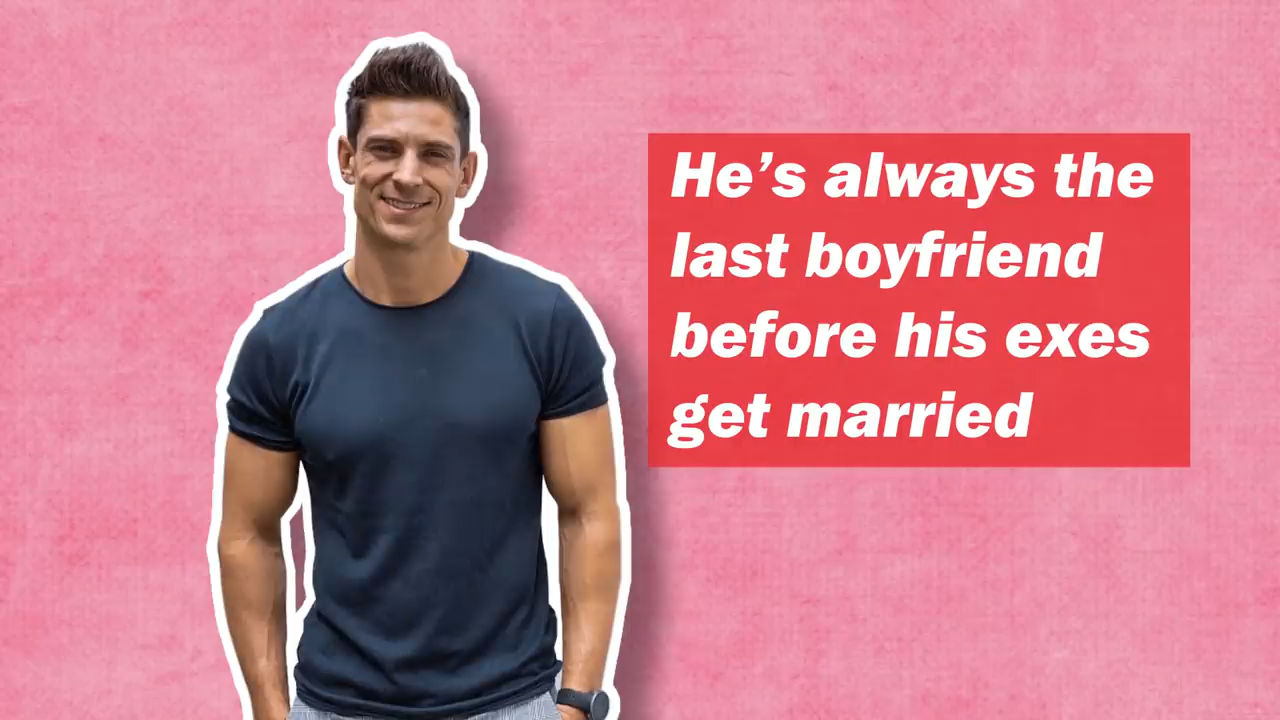 He’s always the
last boyfriend
before his exes
get married